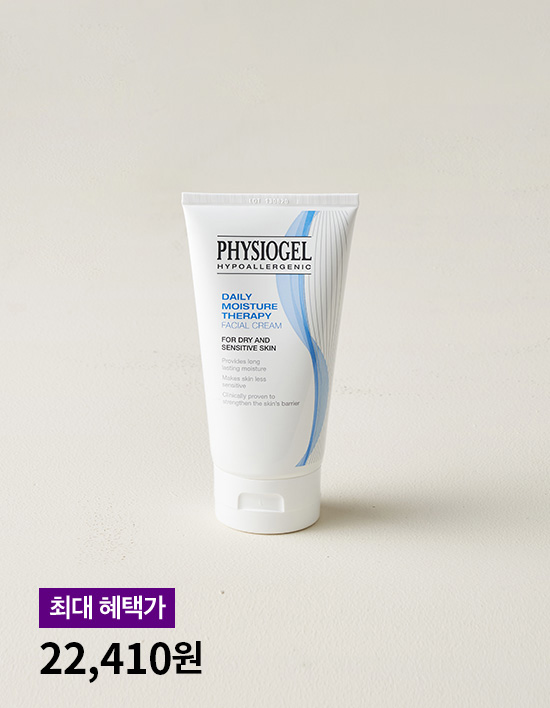 PHYSIOGEL
HYPOALLERGENIC
DAILY
MOISTURE
THERAPY
FACIAL CREAM
FOR DRY AND
SENSITIVE SKIN
Provides long
lasting moisture
Makes skin less
sensitive
Clinically proven to
strengthen the skin's barrier
최대 혜택가
22,410원